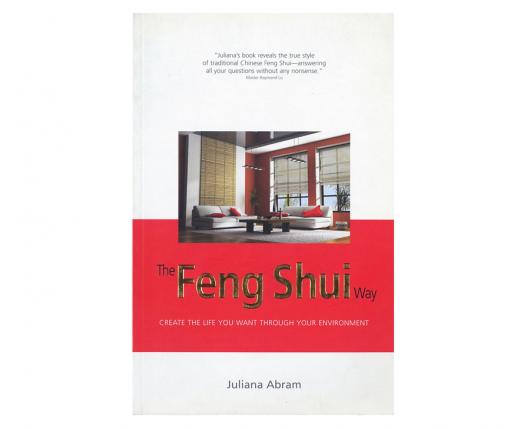 "Juliana's book reveals the true style
of traditional Chinese Feng Shui—answering
all your questions without any nonsense."
Master Raymond Lo
The Feng Shui Way
CREATE THE LIFE YOU WANT THROUGH YOUR ENVIRONMENT
Juliana Abram